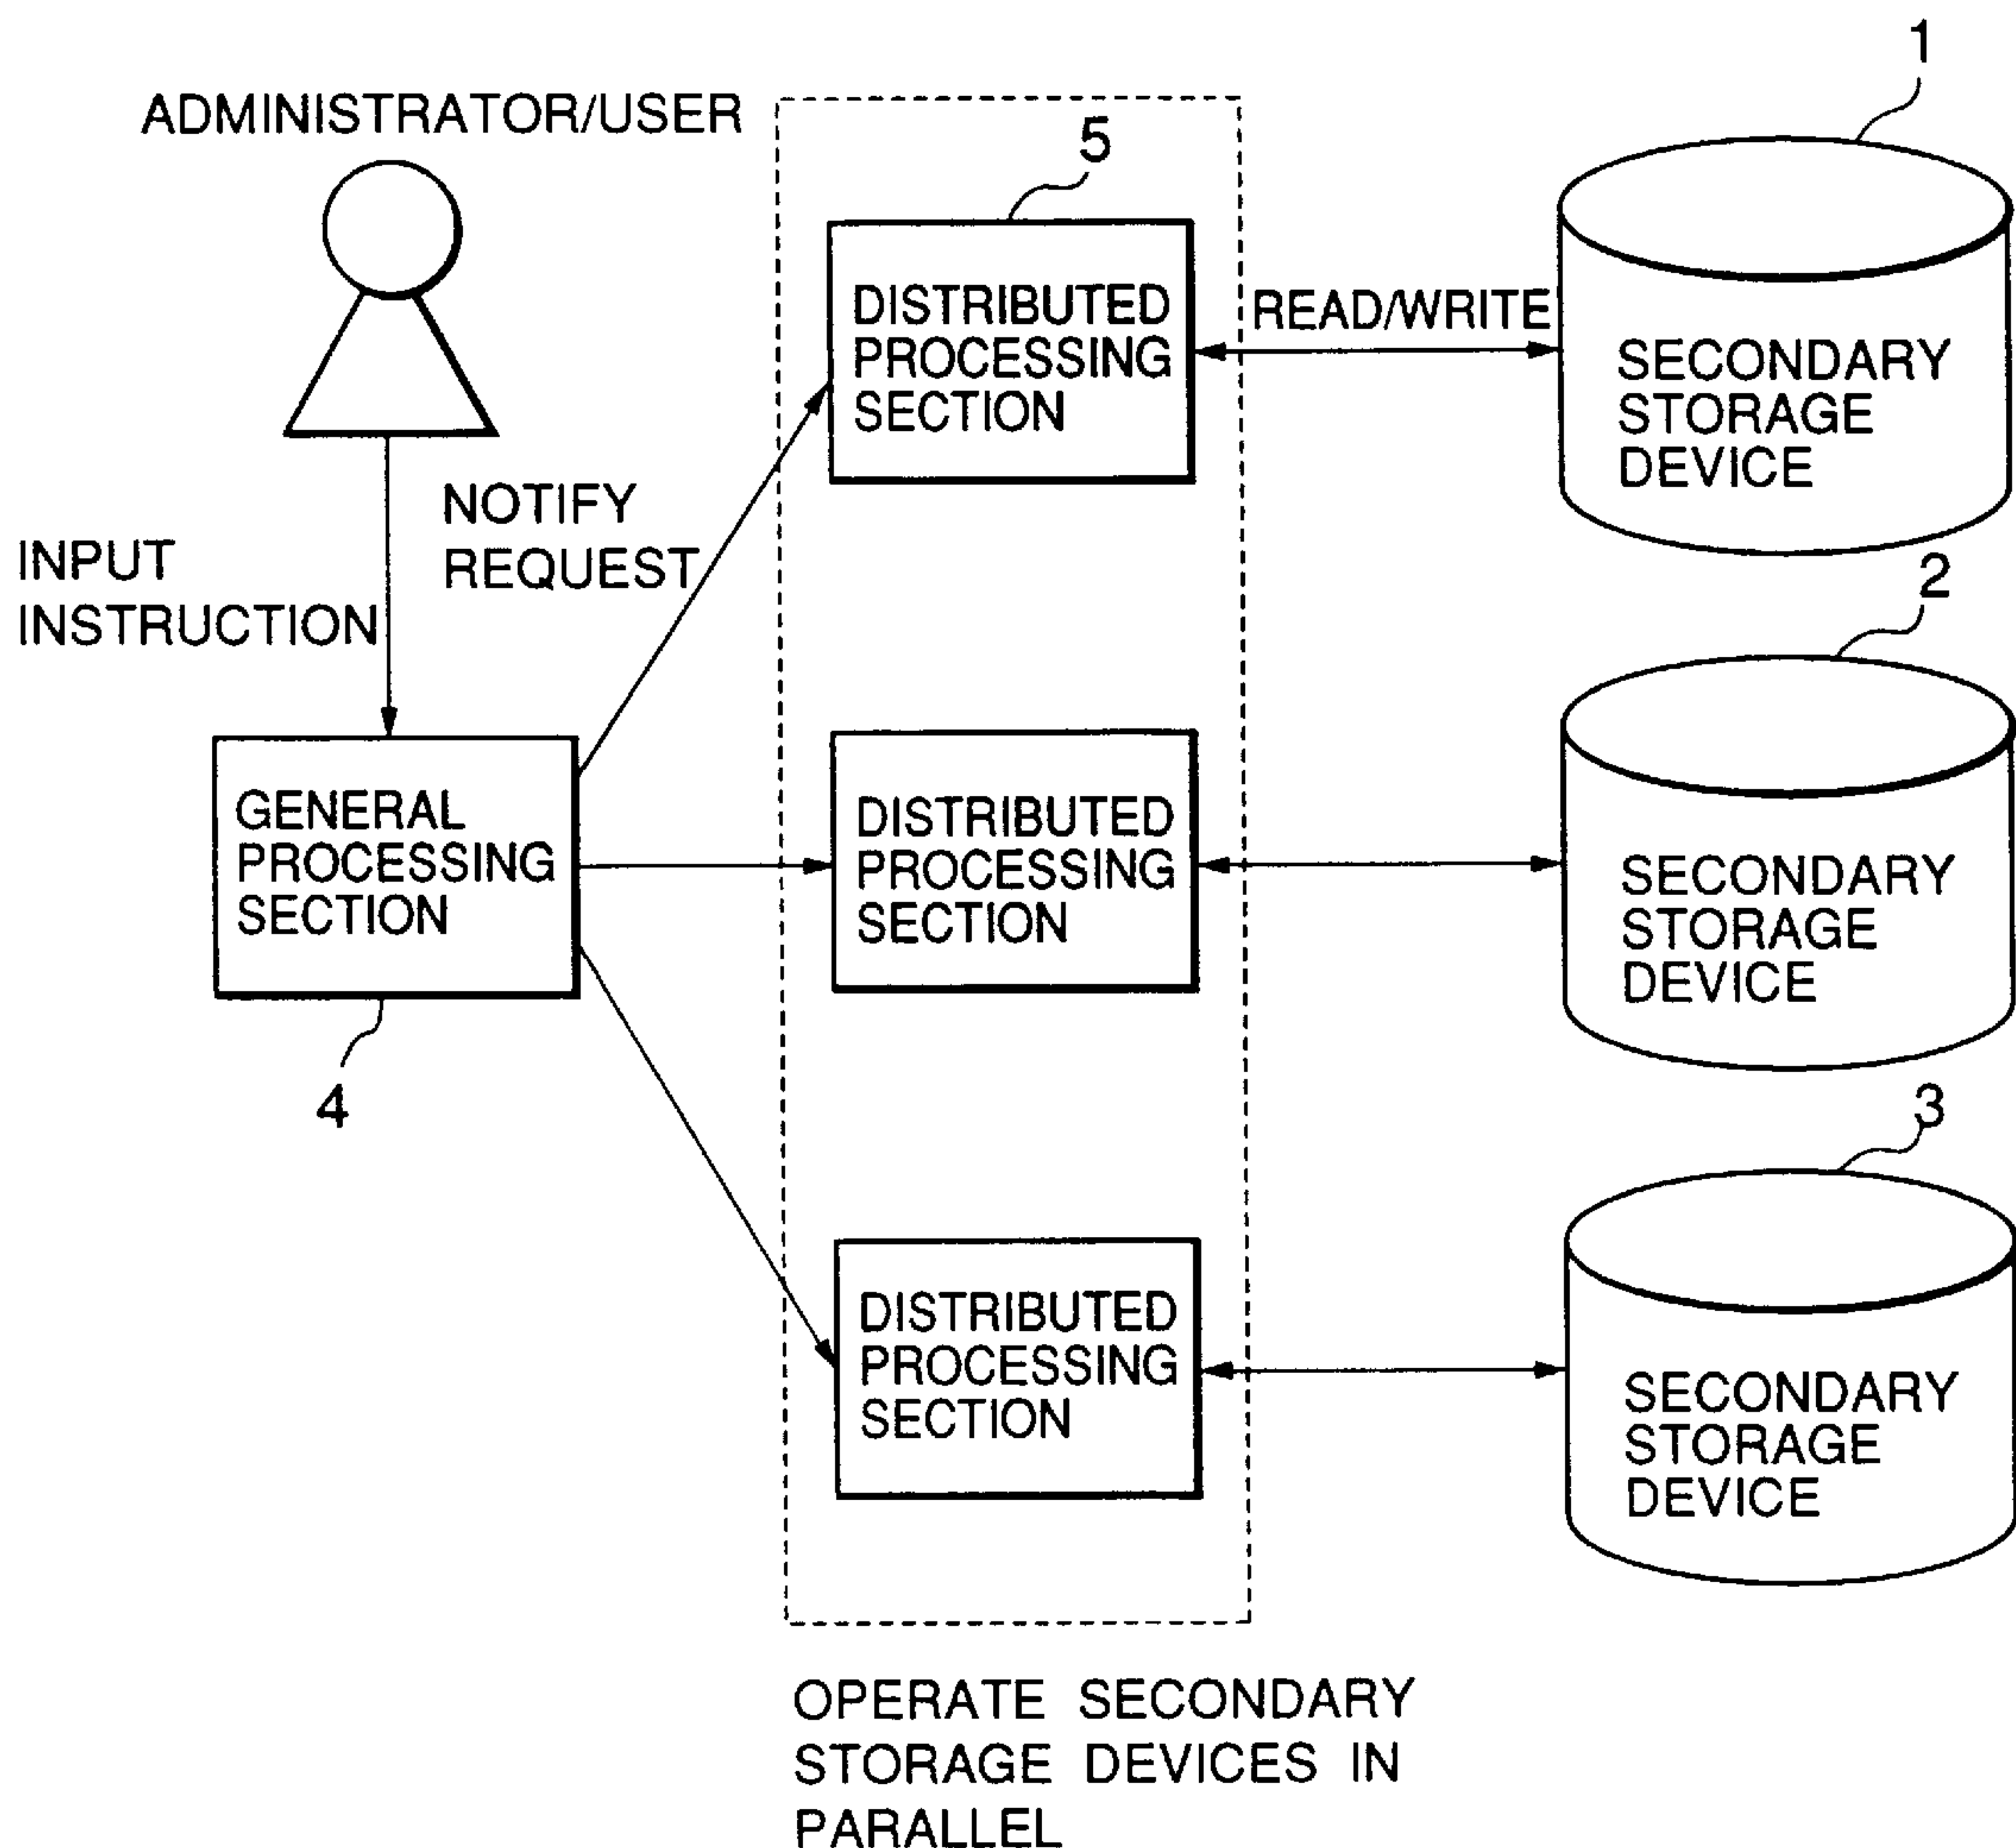 1
ADMINISTRATOR/USER
5
DISTRIBUTED
PROCESSING
SECTION
READ/WRITE
SECONDARY
STORAGE
DEVICE
NOTIFY
REQUEST
INPUT
INSTRUCTION
2
GENERAL
PROCESSING
SECTION
DISTRIBUTED
PROCESSING
SECTION
SECONDARY
STORAGE
DEVICE
4
3
DISTRIBUTED
PROCESSING
SECTION
SECONDARY
STORAGE
DEVICE
OPERATE SECONDARY
STORAGE DEVICES IN
PARALLEL